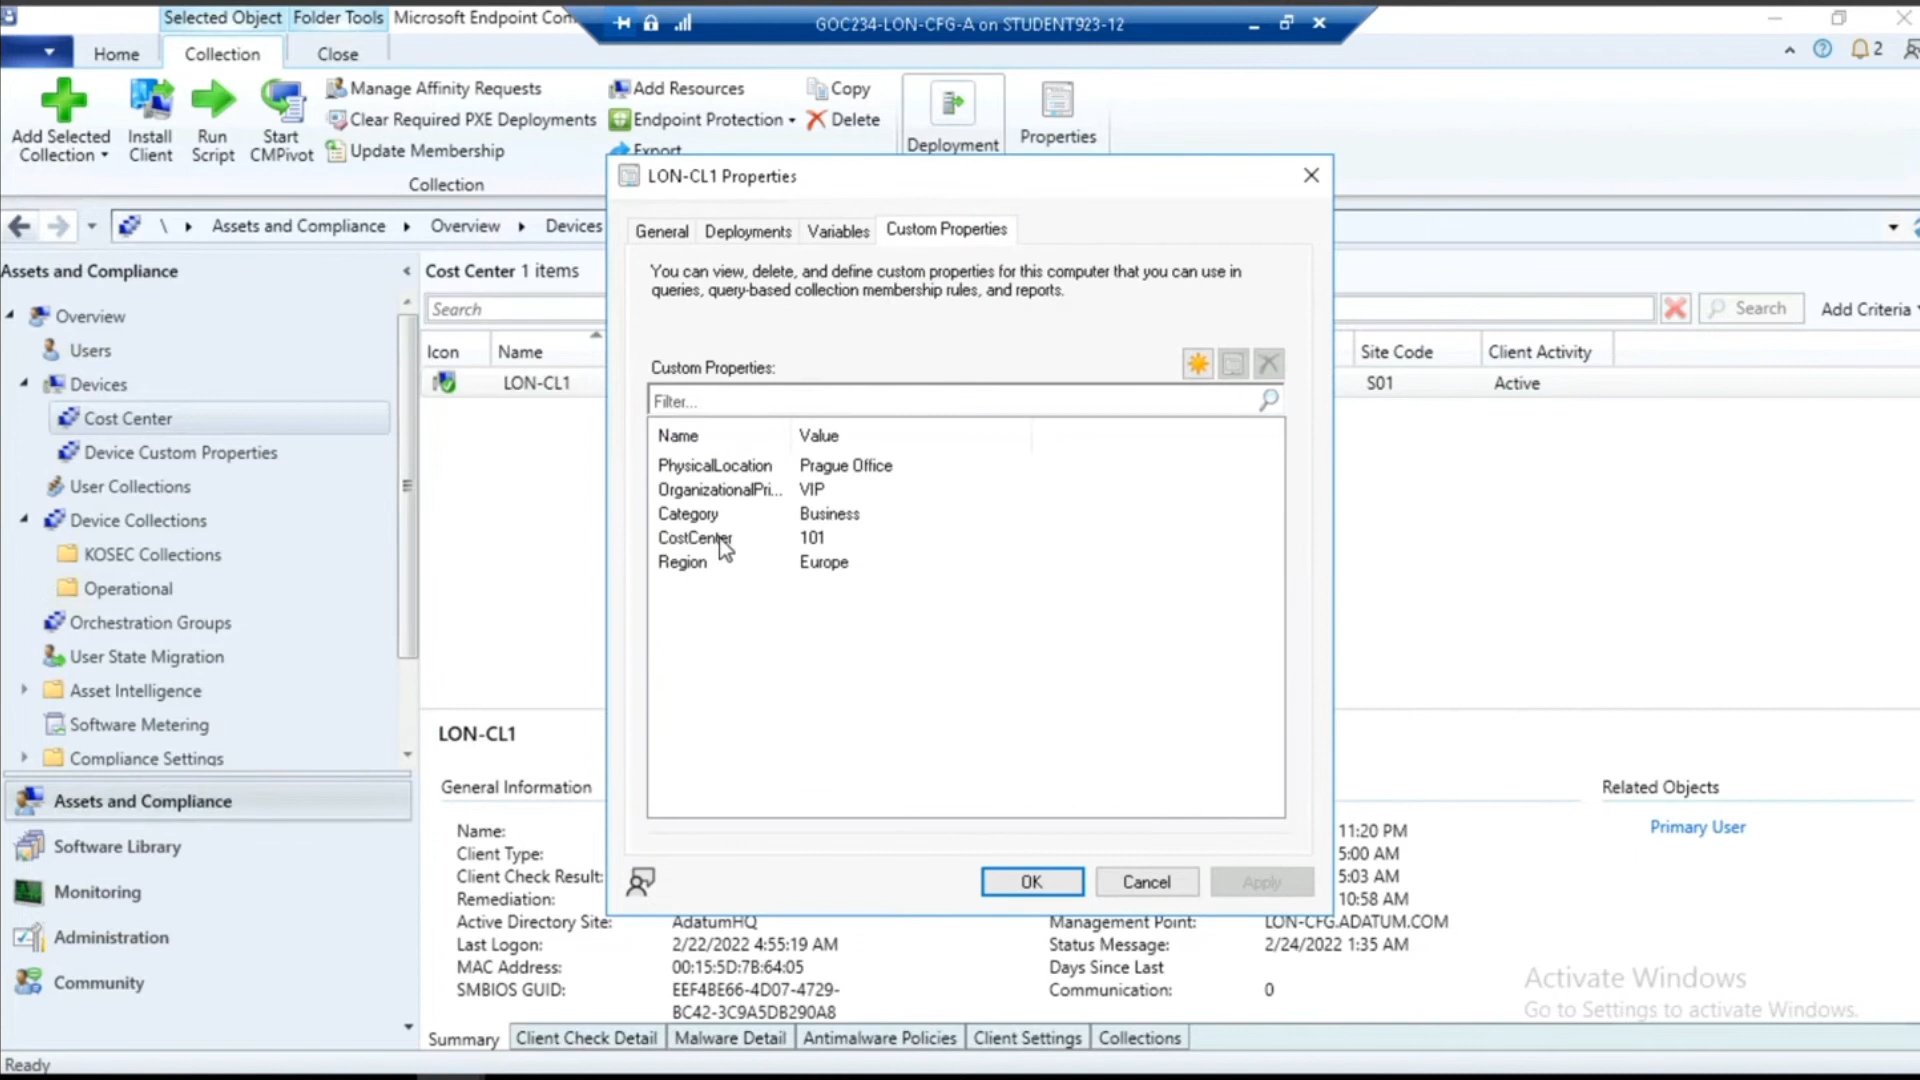 Selected Object Folder Tools Microsoft Endpoint Con
GOC234-LON-CFG-A on STUDENT923-12
Home Collection Close
2
Add Selected
Collection
Install
Client
Run
Script
Start
CMPivot
Manage Affinity Requests
Clear Required PXE Deployments
Update Membership
Add Resources
Endpoint Protection
Export
Copy
Delete
Deployment
Properties
Collection
\ Assets and Compliance Overview Devices
Assets and Compliance
Overview
Users
Devices
Cost Center
Device Custom Properties
User Collections
Device Collections
KOSEC Collections
Operational
Orchestration Groups
User State Migration
Asset Intelligence
Software Metering
Compliance Settings
Assets and Compliance
Software Library
Monitoring
Administration
Community
Ready
Cost Center 1 items
Search
Search
Add Criteria
Icon Name
Site Code Client Activity
LON-CL1
S01 Active
LON-CL1 Properties
General Deployments Variables Custom Properties
You can view, delete, and define custom properties for this computer that you can use in
queries, query-based collection membership rules, and reports.
Custom Properties:
Filter...
Name Value
PhysicalLocation Prague Office
OrganizationalPri... VIP
Category Business
CostCenter 101
Region Europe
OK Cancel Apply
LON-CL1
General Information
Related Objects
Primary User
Name:
11:20 PM
Client Type:
5:00 AM
Client Check Result:
5:03 AM
Remediation:
10:58 AM
Active Directory Site: AdatumHQ
Management Point: LON-CFG.ADATUM.COM
Last Logon: 2/22/2022 4:55:19 AM
Status Message: 2/24/2022 1:35 AM
MAC Address: 00:15:5D:7B:64:05
Days Since Last
SMBIOS GUID: EEF4BE66-4D07-4729-
Communication: 0
BC42-3C9A5DB290A8
Summary Client Check Detail Malware Detail Antimalware Policies Client Settings Collections
Activate Windows
Go to Settings to activate Windows.